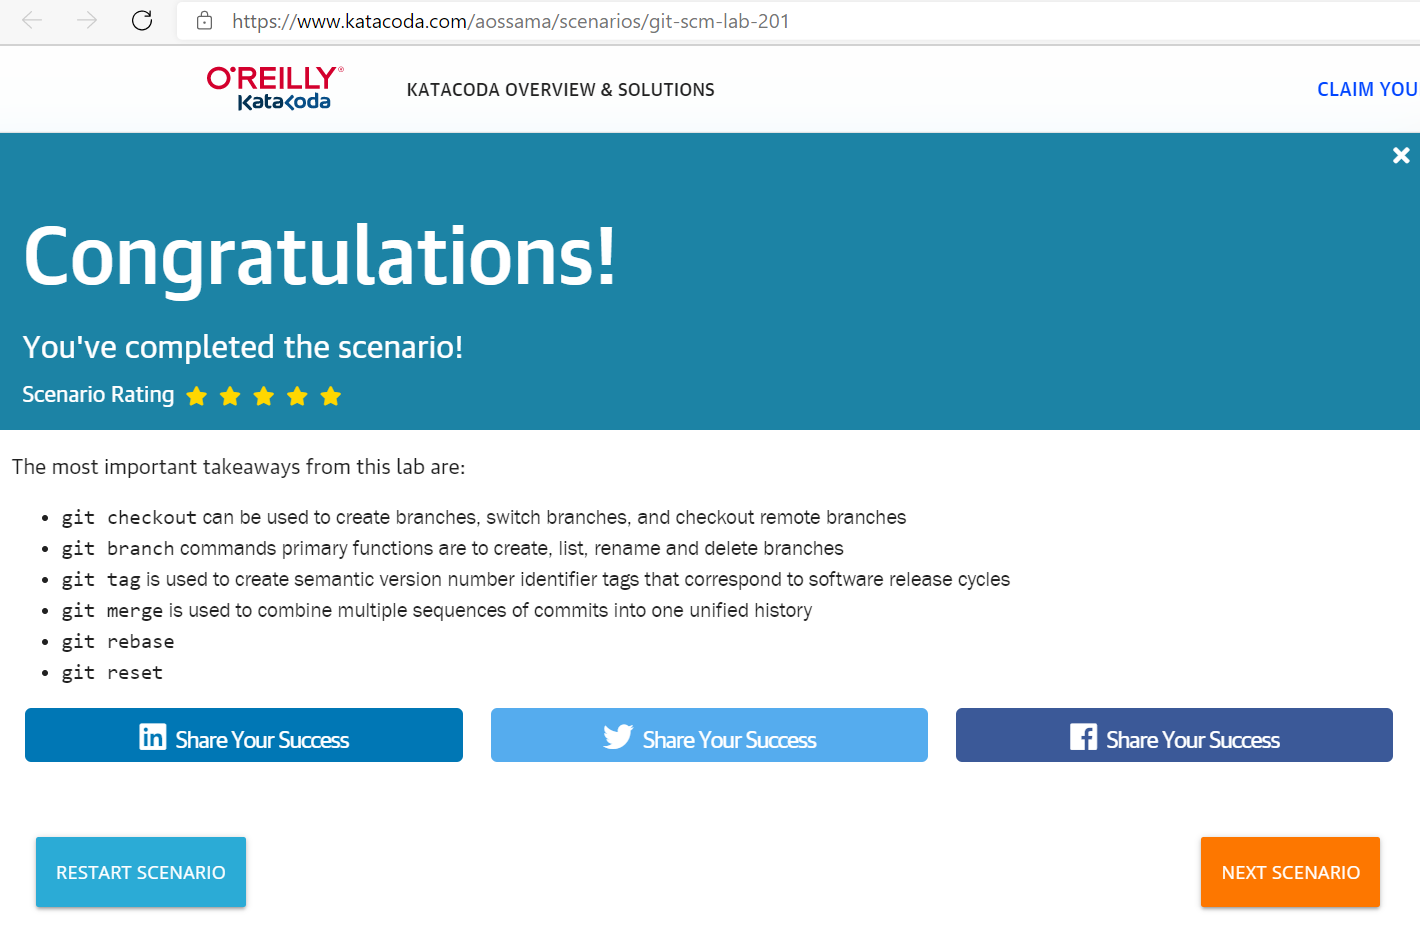 https://www.katacoda.com/aossama/scenarios/git-scm-lab-201
O'REILLY®
KataKoda
KATACODA OVERVIEW & SOLUTIONS
CLAIM YOU
Congratulations!
You've completed the scenario!
Scenario Rating
The most important takeaways from this lab are:
• git checkout can be used to create branches, switch branches, and checkout remote branches
• git branch commands primary functions are to create, list, rename and delete branches
• git tag is used to create semantic version number identifier tags that correspond to software release cycles
• git merge is used to combine multiple sequences of commits into one unified history
• git rebase
• git reset
Share Your Success
Share Your Success
Share Your Success
RESTART SCENARIO
NEXT SCENARIO